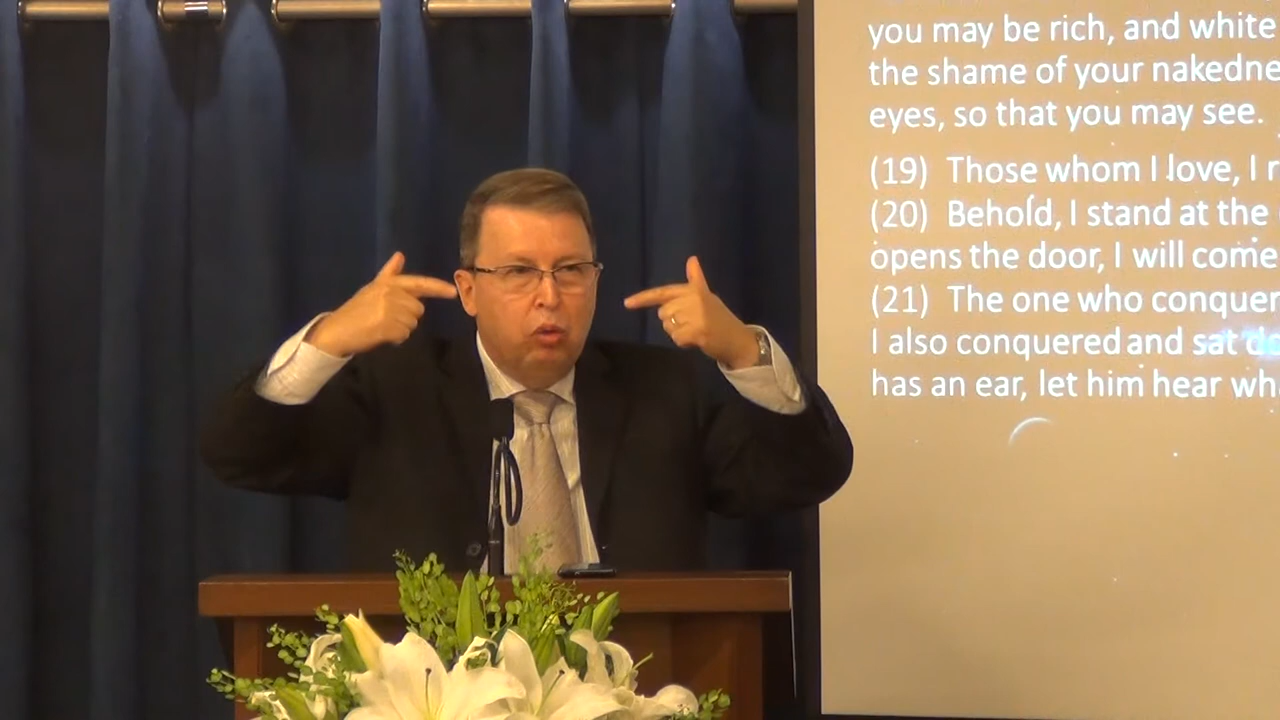 you may be rich, and white
the shame of your nakedne
eyes, so that you may see.
(19) Those whom I love, I r
(20) Behold, I stand at the
opens the door, I will come
(21) The one who conquer
I also conquered and sat do
has an ear, let him hear wh